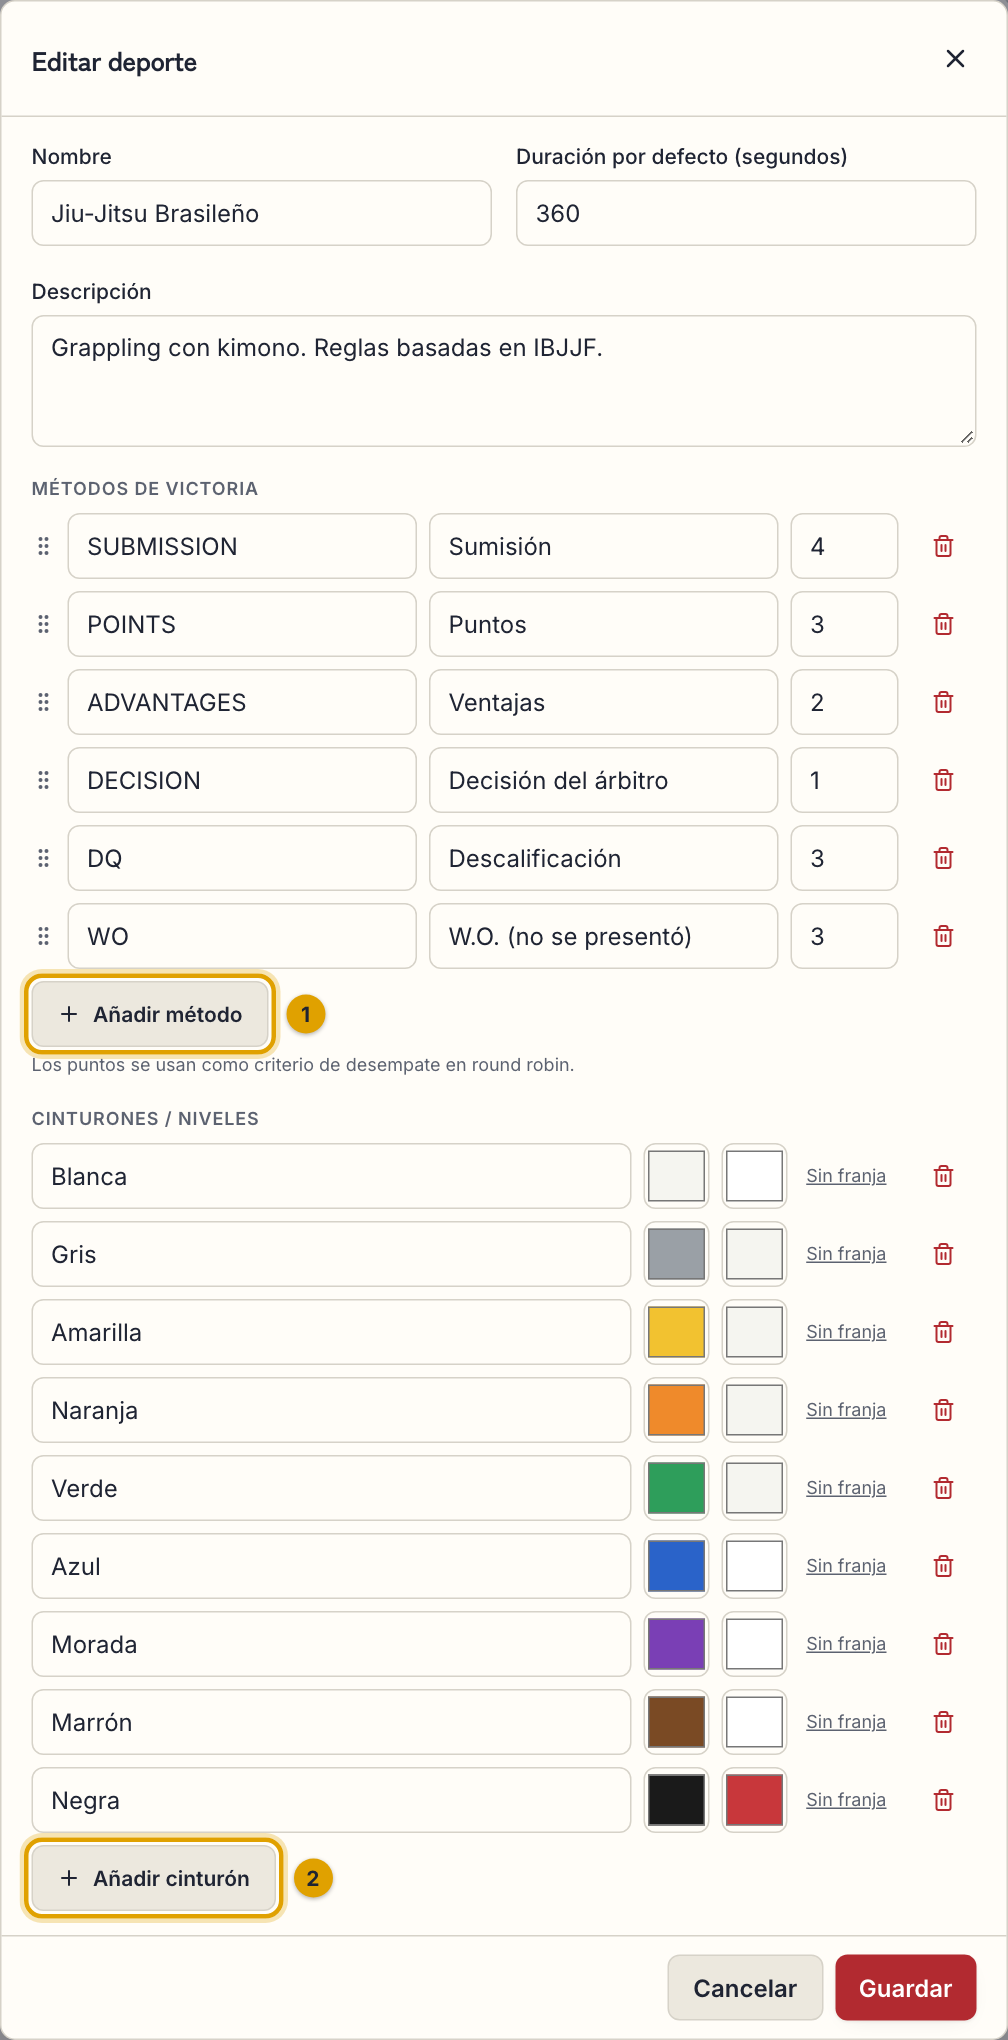 Editar deporte
Nombre
Duración por defecto (segundos)
Jiu-Jitsu Brasileño
360
Descripción
Grappling con kimono. Reglas basadas en IBJJF.
MÉTODOS DE VICTORIA
SUBMISSION Sumisión 4
POINTS Puntos 3
ADVANTAGES Ventajas 2
DECISION Decisión del árbitro 1
DQ Descalificación 3
WO W.O. (no se presentó) 3
+ Añadir método 1
Los puntos se usan como criterio de desempate en round robin.
CINTURONES / NIVELES
Blanca Sin franja
Gris Sin franja
Amarilla Sin franja
Naranja Sin franja
Verde Sin franja
Azul Sin franja
Morada Sin franja
Marrón Sin franja
Negra Sin franja
+ Añadir cinturón 2
Cancelar Guardar